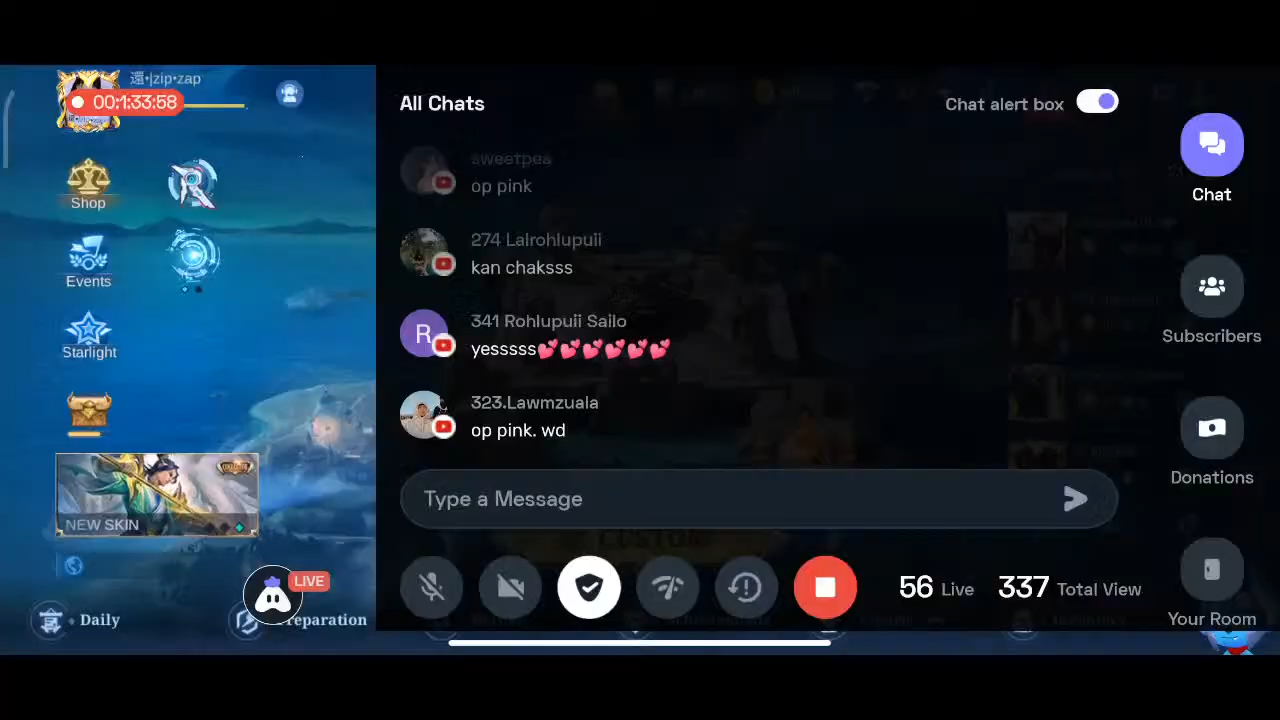 還•|zip•zap
00:1:33:58
Shop
Events
Starlight
NEW SKIN
LIVE
Daily
reparation
All Chats
Chat alert box
sweetpea
op pink
274 Lalrohlupuii
kan chaksss
R
341 Rohlupuii Sailo
yesssss💕💕💕💕💕💕
323.Lawmzuala
op pink. wd
Type a Message
56 Live 337 Total View
Chat
Subscribers
Donations
Your Room